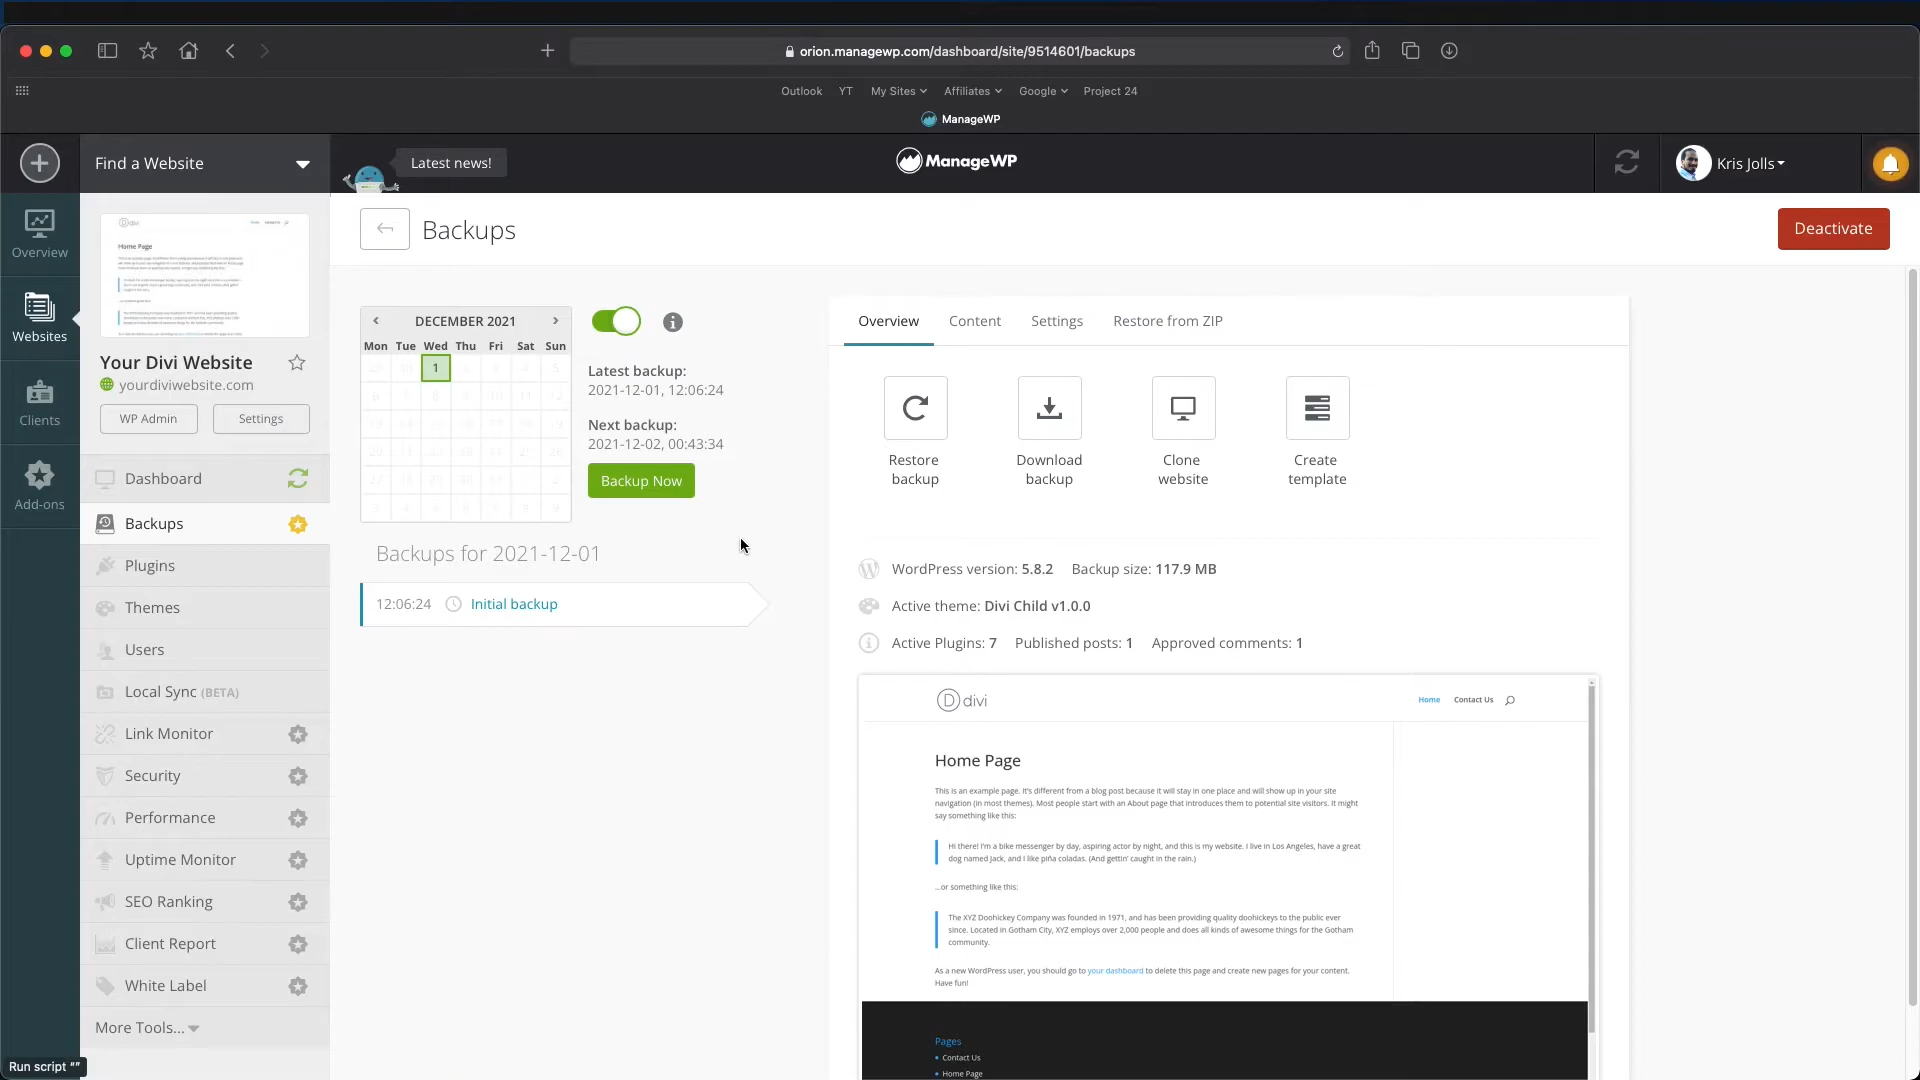 orion.managewp.com/dashboard/site/9514601/backups
Outlook YT My Sites Affiliates Google Project 24
ManageWP
Find a Website
Latest news!
ManageWP
Kris Jolls
Overview
Websites
Clients
Add-ons
Your Divi Website
yourdiviwebsite.com
WP Admin Settings
Dashboard
Backups
Plugins
Themes
Users
Local Sync (BETA)
Link Monitor
Security
Performance
Uptime Monitor
SEO Ranking
Client Report
White Label
More Tools...
Run script “”
Backups
Deactivate
DECEMBER 2021
Mon Tue Wed Thu Fri Sat Sun
1
Latest backup:
2021-12-01, 12:06:24
Next backup:
2021-12-02, 00:43:34
Backup Now
Backups for 2021-12-01
12:06:24 Initial backup
Overview Content Settings Restore from ZIP
Restore backup
Download backup
Clone website
Create template
WordPress version: 5.8.2 Backup size: 117.9 MB
Active theme: Divi Child v1.0.0
Active Plugins: 7 Published posts: 1 Approved comments: 1
divi
Home Contact Us
Home Page
This is an example page. It's different from a blog post because it will stay in one place and will show up in your site
navigation (in most themes). Most people start with an About page that introduces them to potential site visitors. It might
say something like this:
Hi there! I'm a bike messenger by day, aspiring actor by night, and this is my website. I live in Los Angeles, have a great
dog named Jack, and I like piña coladas. (And gettin' caught in the rain.)
...or something like this:
The XYZ Doohickey Company was founded in 1971, and has been providing quality doohickeys to the public ever
since. Located in Gotham City, XYZ employs over 2,000 people and does all kinds of awesome things for the Gotham
community.
As a new WordPress user, you should go to your dashboard to delete this page and create new pages for your content.
Have fun!
Pages
Contact Us
Home Page